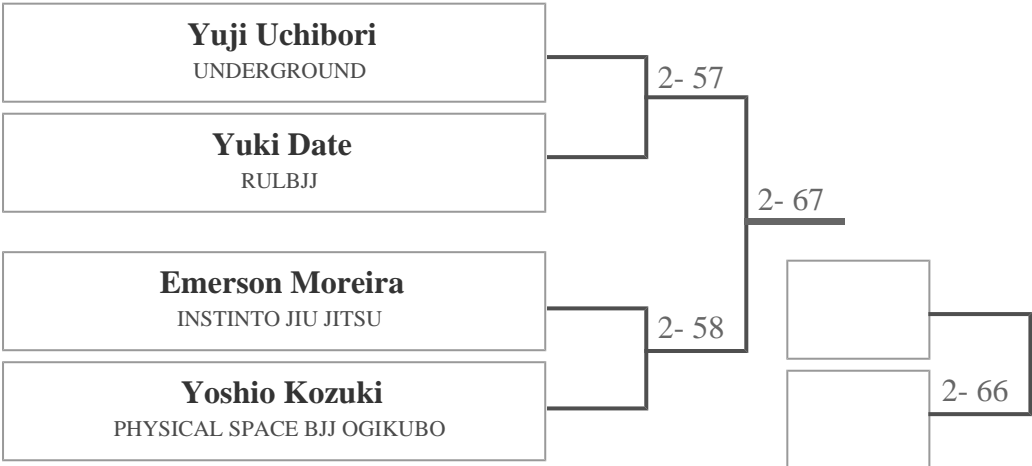 Yuji Uchibori
UNDERGROUND
2- 57
Yuki Date
RULBJJ
2- 67
Emerson Moreira
INSTINTO JIU JITSU
2- 58
Yoshio Kozuki
PHYSICAL SPACE BJJ OGIKUBO
2- 66